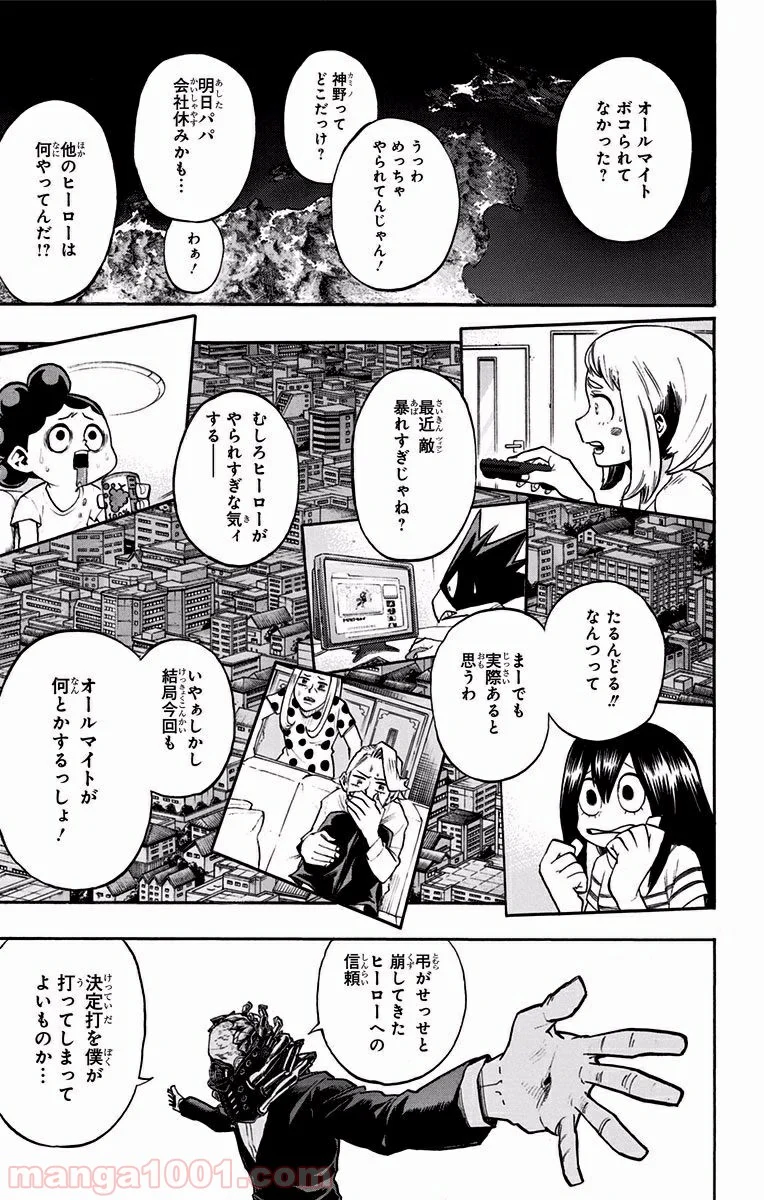 オールマイト
ボコられて
なかった？
うっわ
めっちゃ
やられてんじゃん！
神野って
どこだっけ？
明日パパ
会社休みかも…
わぁ！
他のヒーローは
何やってんだ!?
最近敵
暴れすぎじゃね？
むしろヒーローが
やられすぎな気ィ
する――
たるんどる!!
なんつって
まーでも
実際あると
思うわ
いやぁしかし
結局今回も
オールマイトが
何とかするっしょ！
弔がせっせと
崩してきた
ヒーローへの
信頼
決定打を僕が
打ってしまって
よいものか…
manga1001.com